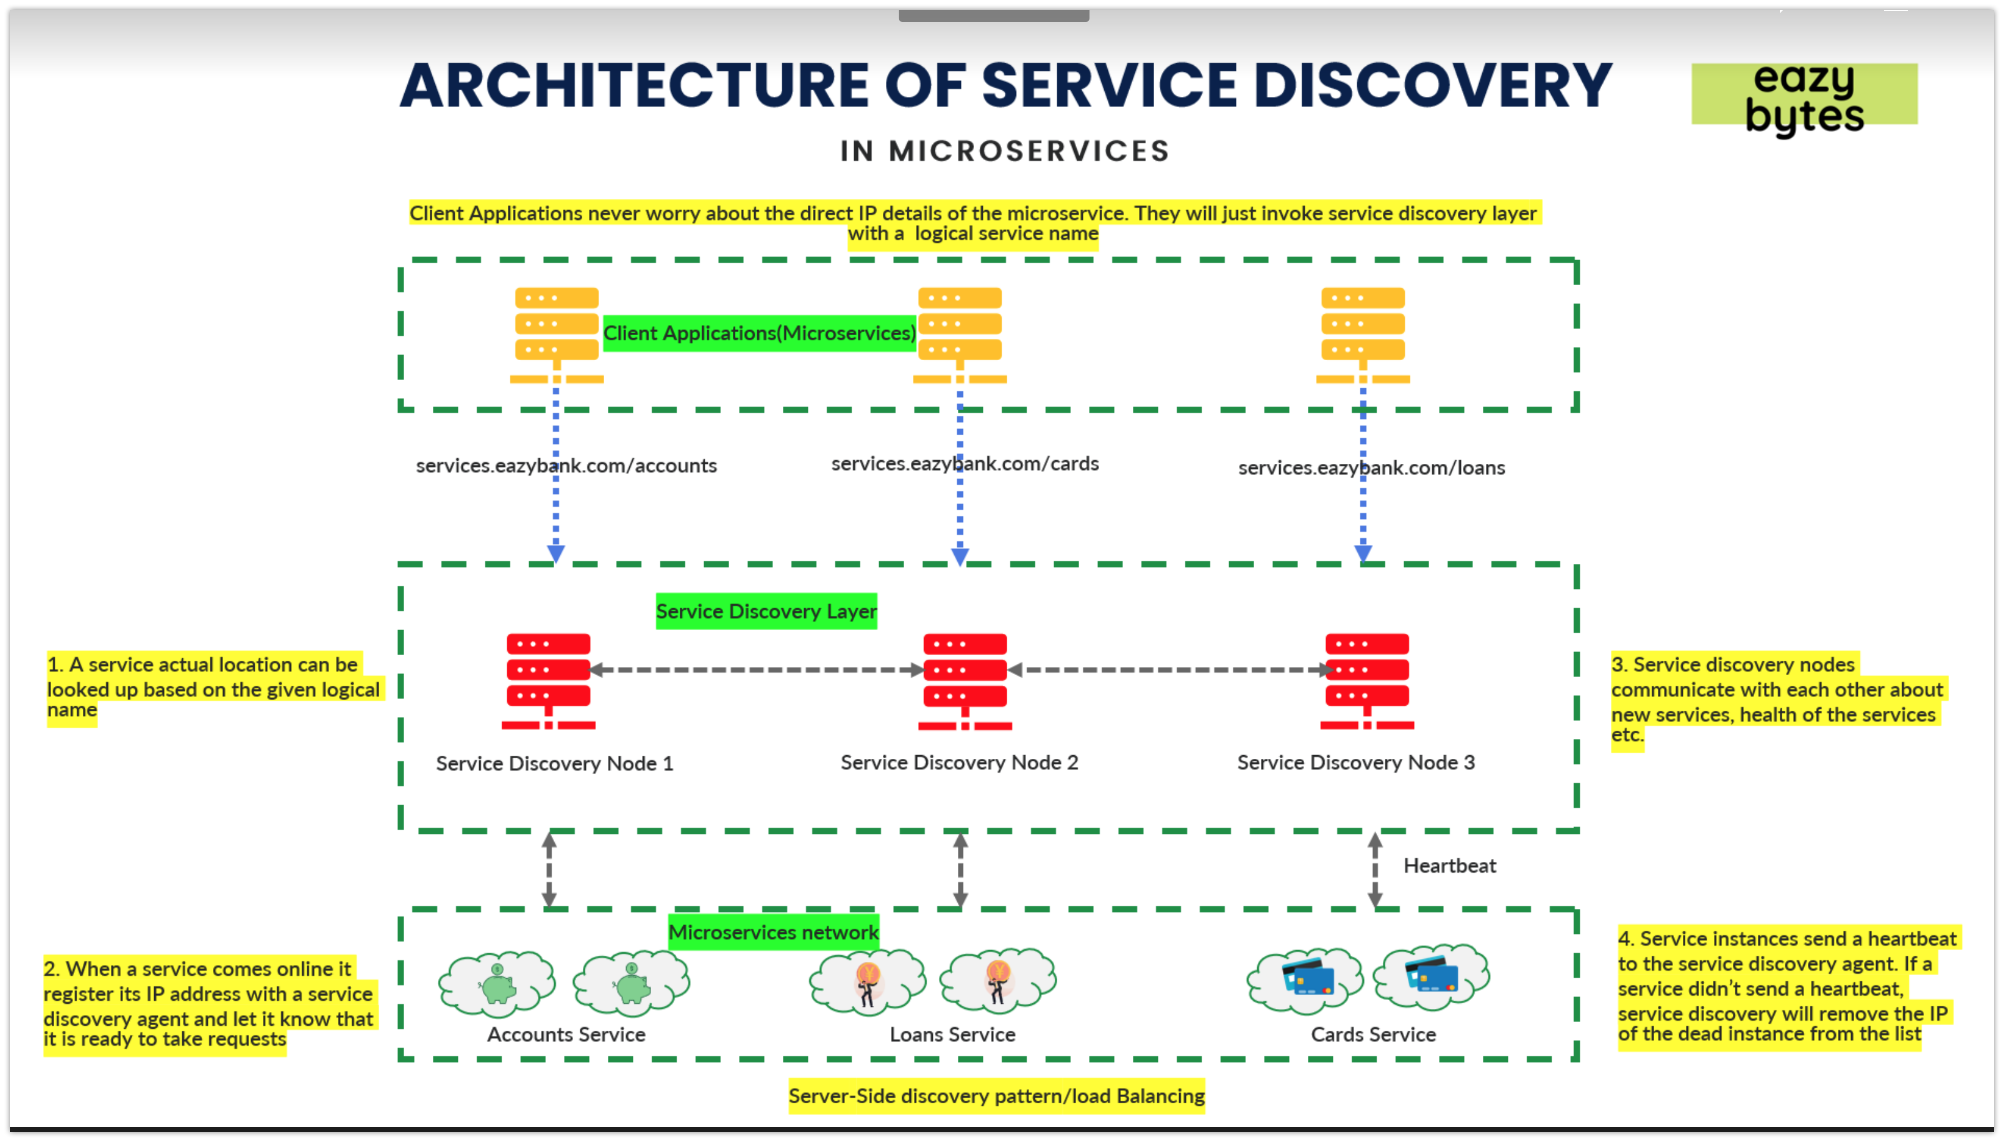 ARCHITECTURE OF SERVICE DISCOVERY
IN MICROSERVICES
eazy
bytes
Client Applications never worry about the direct IP details of the microservice. They will just invoke service discovery layer
with a logical service name
Client Applications(Microservices)
services.eazybank.com/accounts
services.eazybank.com/cards
services.eazybank.com/loans
Service Discovery Layer
1. A service actual location can be
looked up based on the given logical
name
Service Discovery Node 1
Service Discovery Node 2
Service Discovery Node 3
3. Service discovery nodes
communicate with each other about
new services, health of the services
etc.
Heartbeat
Microservices network
2. When a service comes online it
register its IP address with a service
discovery agent and let it know that
it is ready to take requests
Accounts Service
Loans Service
Cards Service
4. Service instances send a heartbeat
to the service discovery agent. If a
service didn't send a heartbeat,
service discovery will remove the IP
of the dead instance from the list
Server-Side discovery pattern/load Balancing